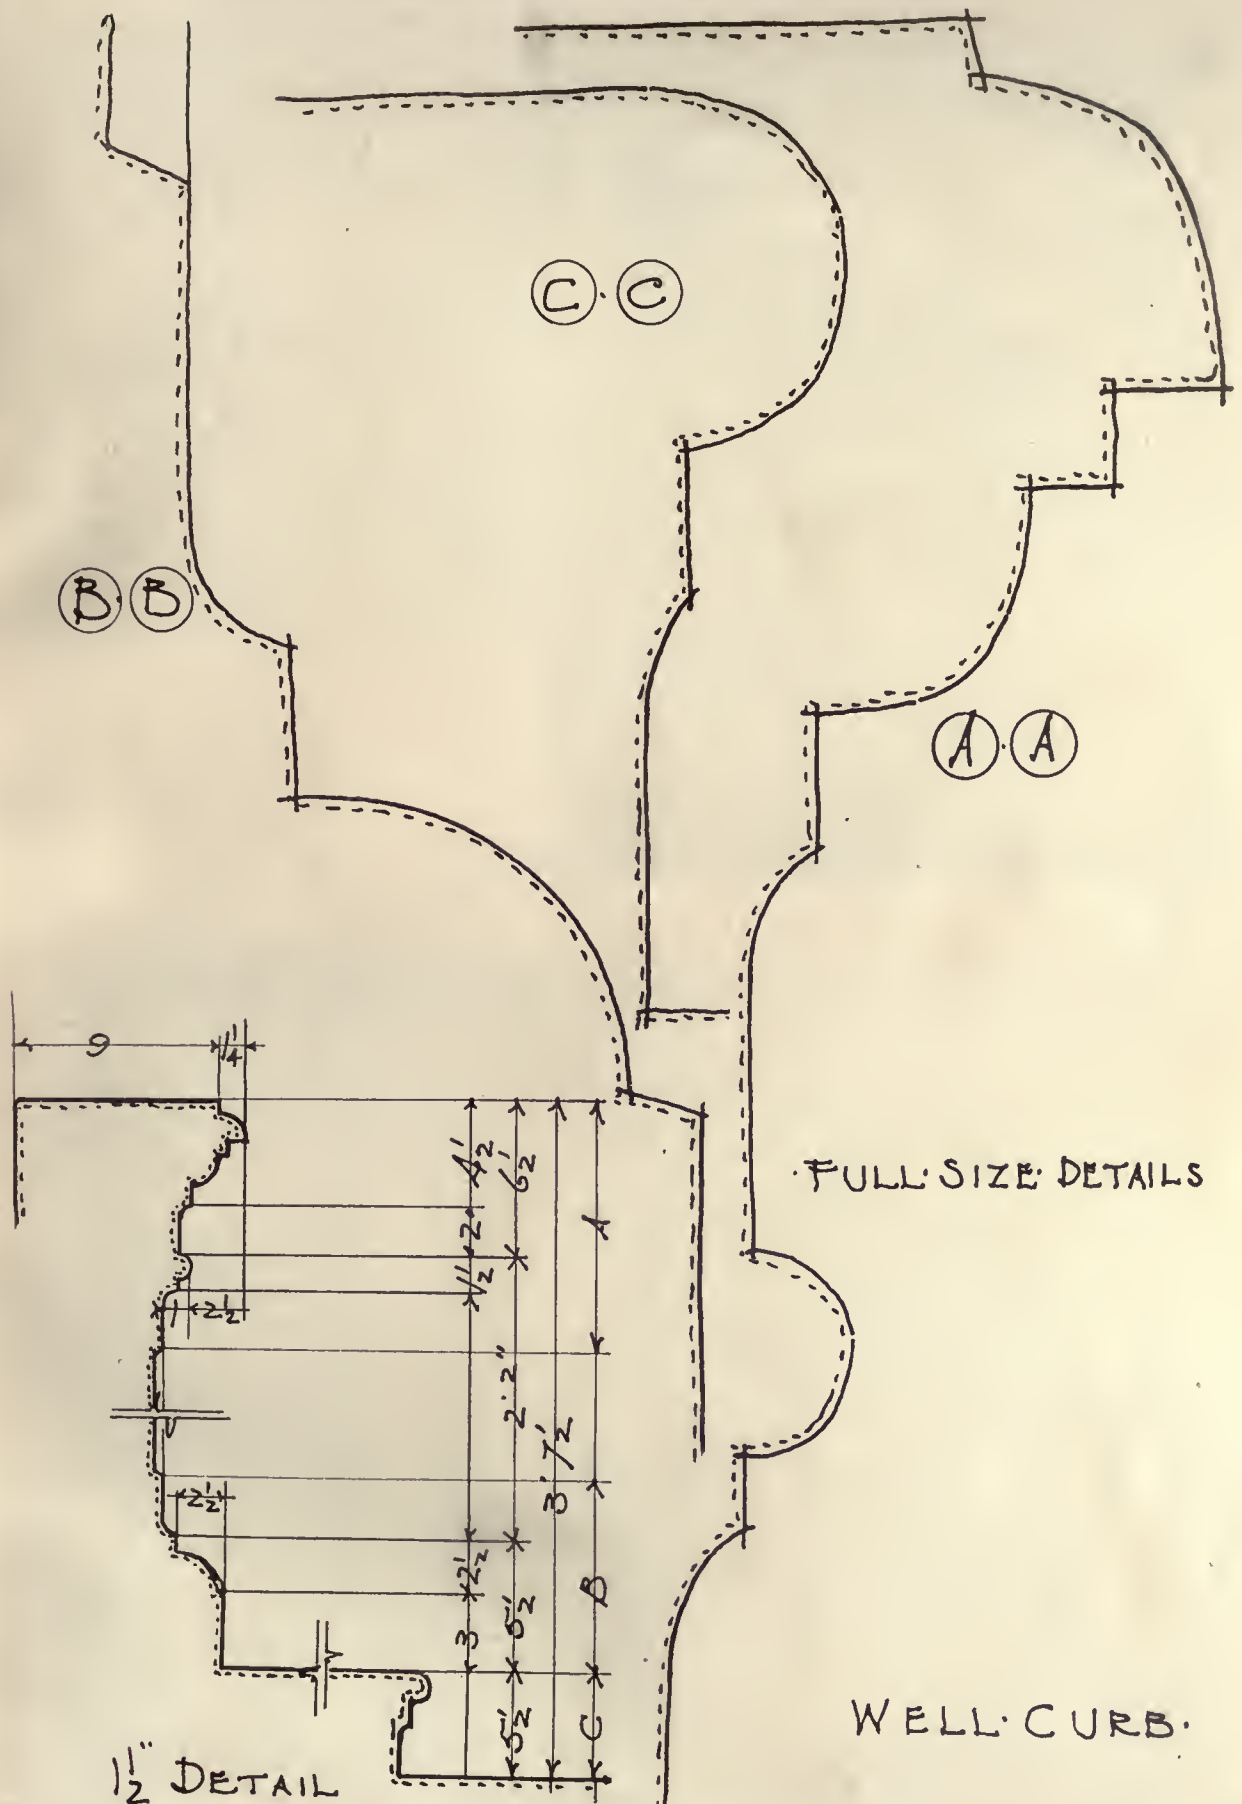 C · C
B · B
A · A
9
1 1/4
4 1/2
6 1/2
2
A
1 1/2
1
2 1/2
2' 2"
3' 7 1/2
2 1/2
2 1/2
5 1/2
B
3
5 1/2
C
· FULL · SIZE · DETAILS
WELL · CURB ·
1 1/2" DETAIL